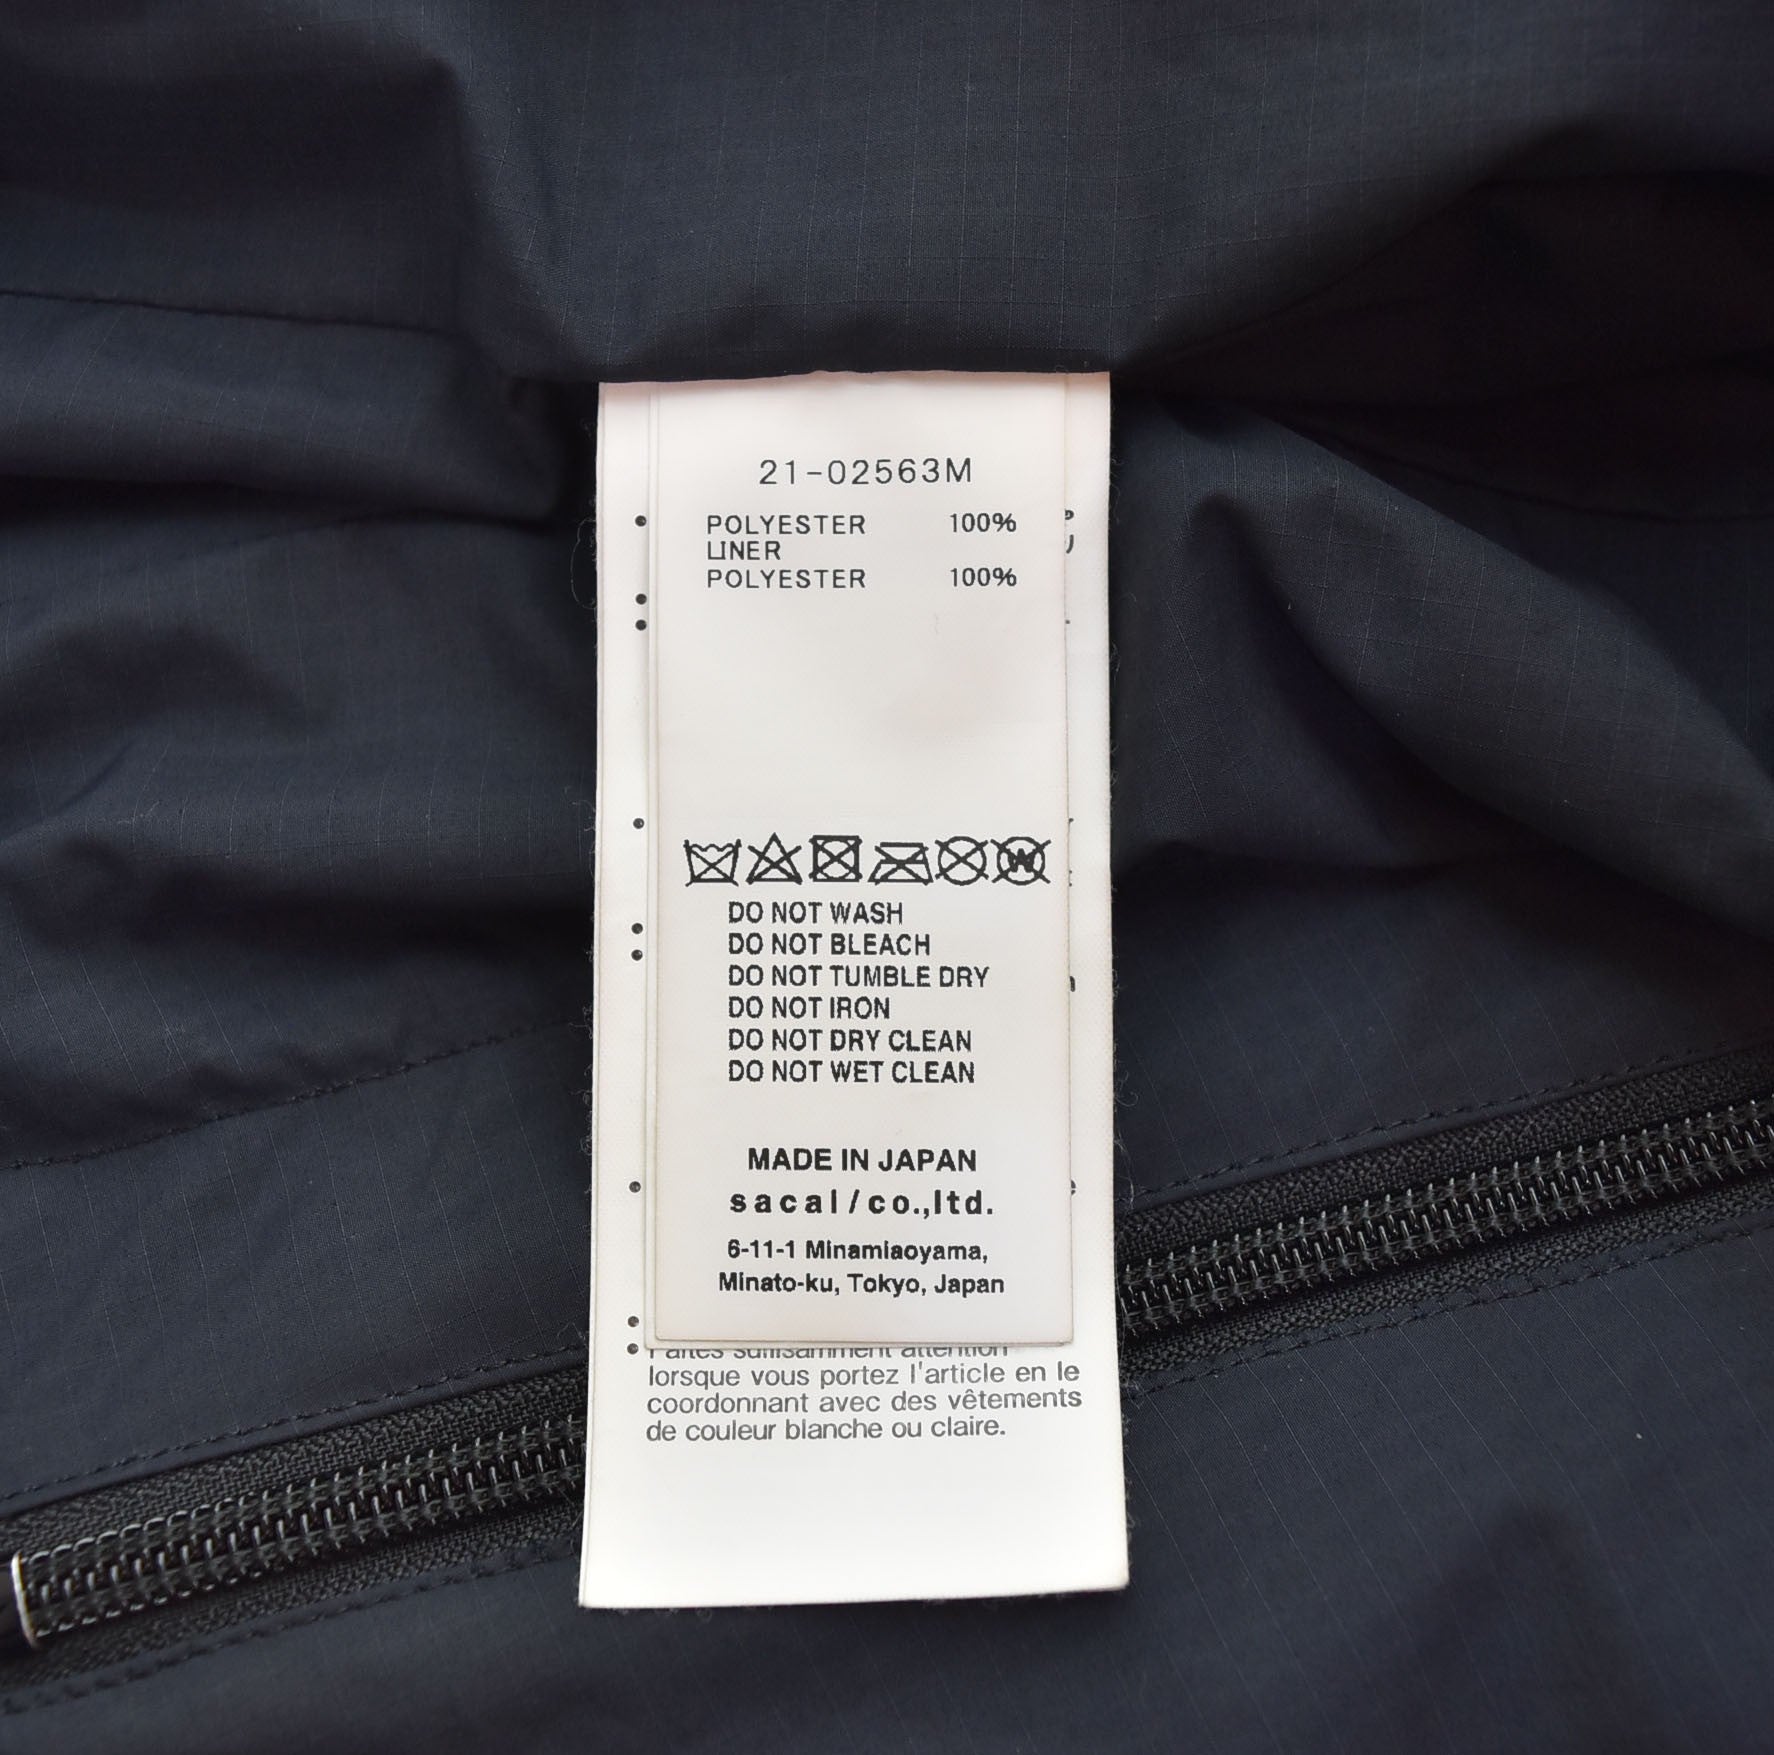 21-02563M
POLYESTER 100%
LINER
POLYESTER 100%
DO NOT WASH
DO NOT BLEACH
DO NOT TUMBLE DRY
DO NOT IRON
DO NOT DRY CLEAN
DO NOT WET CLEAN
MADE IN JAPAN
sacai/co.,ltd.
6-11-1 Minamiaoyama,
Minato-ku, Tokyo, Japan
Faites suffisamment attention
lorsque vous portez l'article en le
coordonnant avec des vêtements
de couleur blanche ou claire.